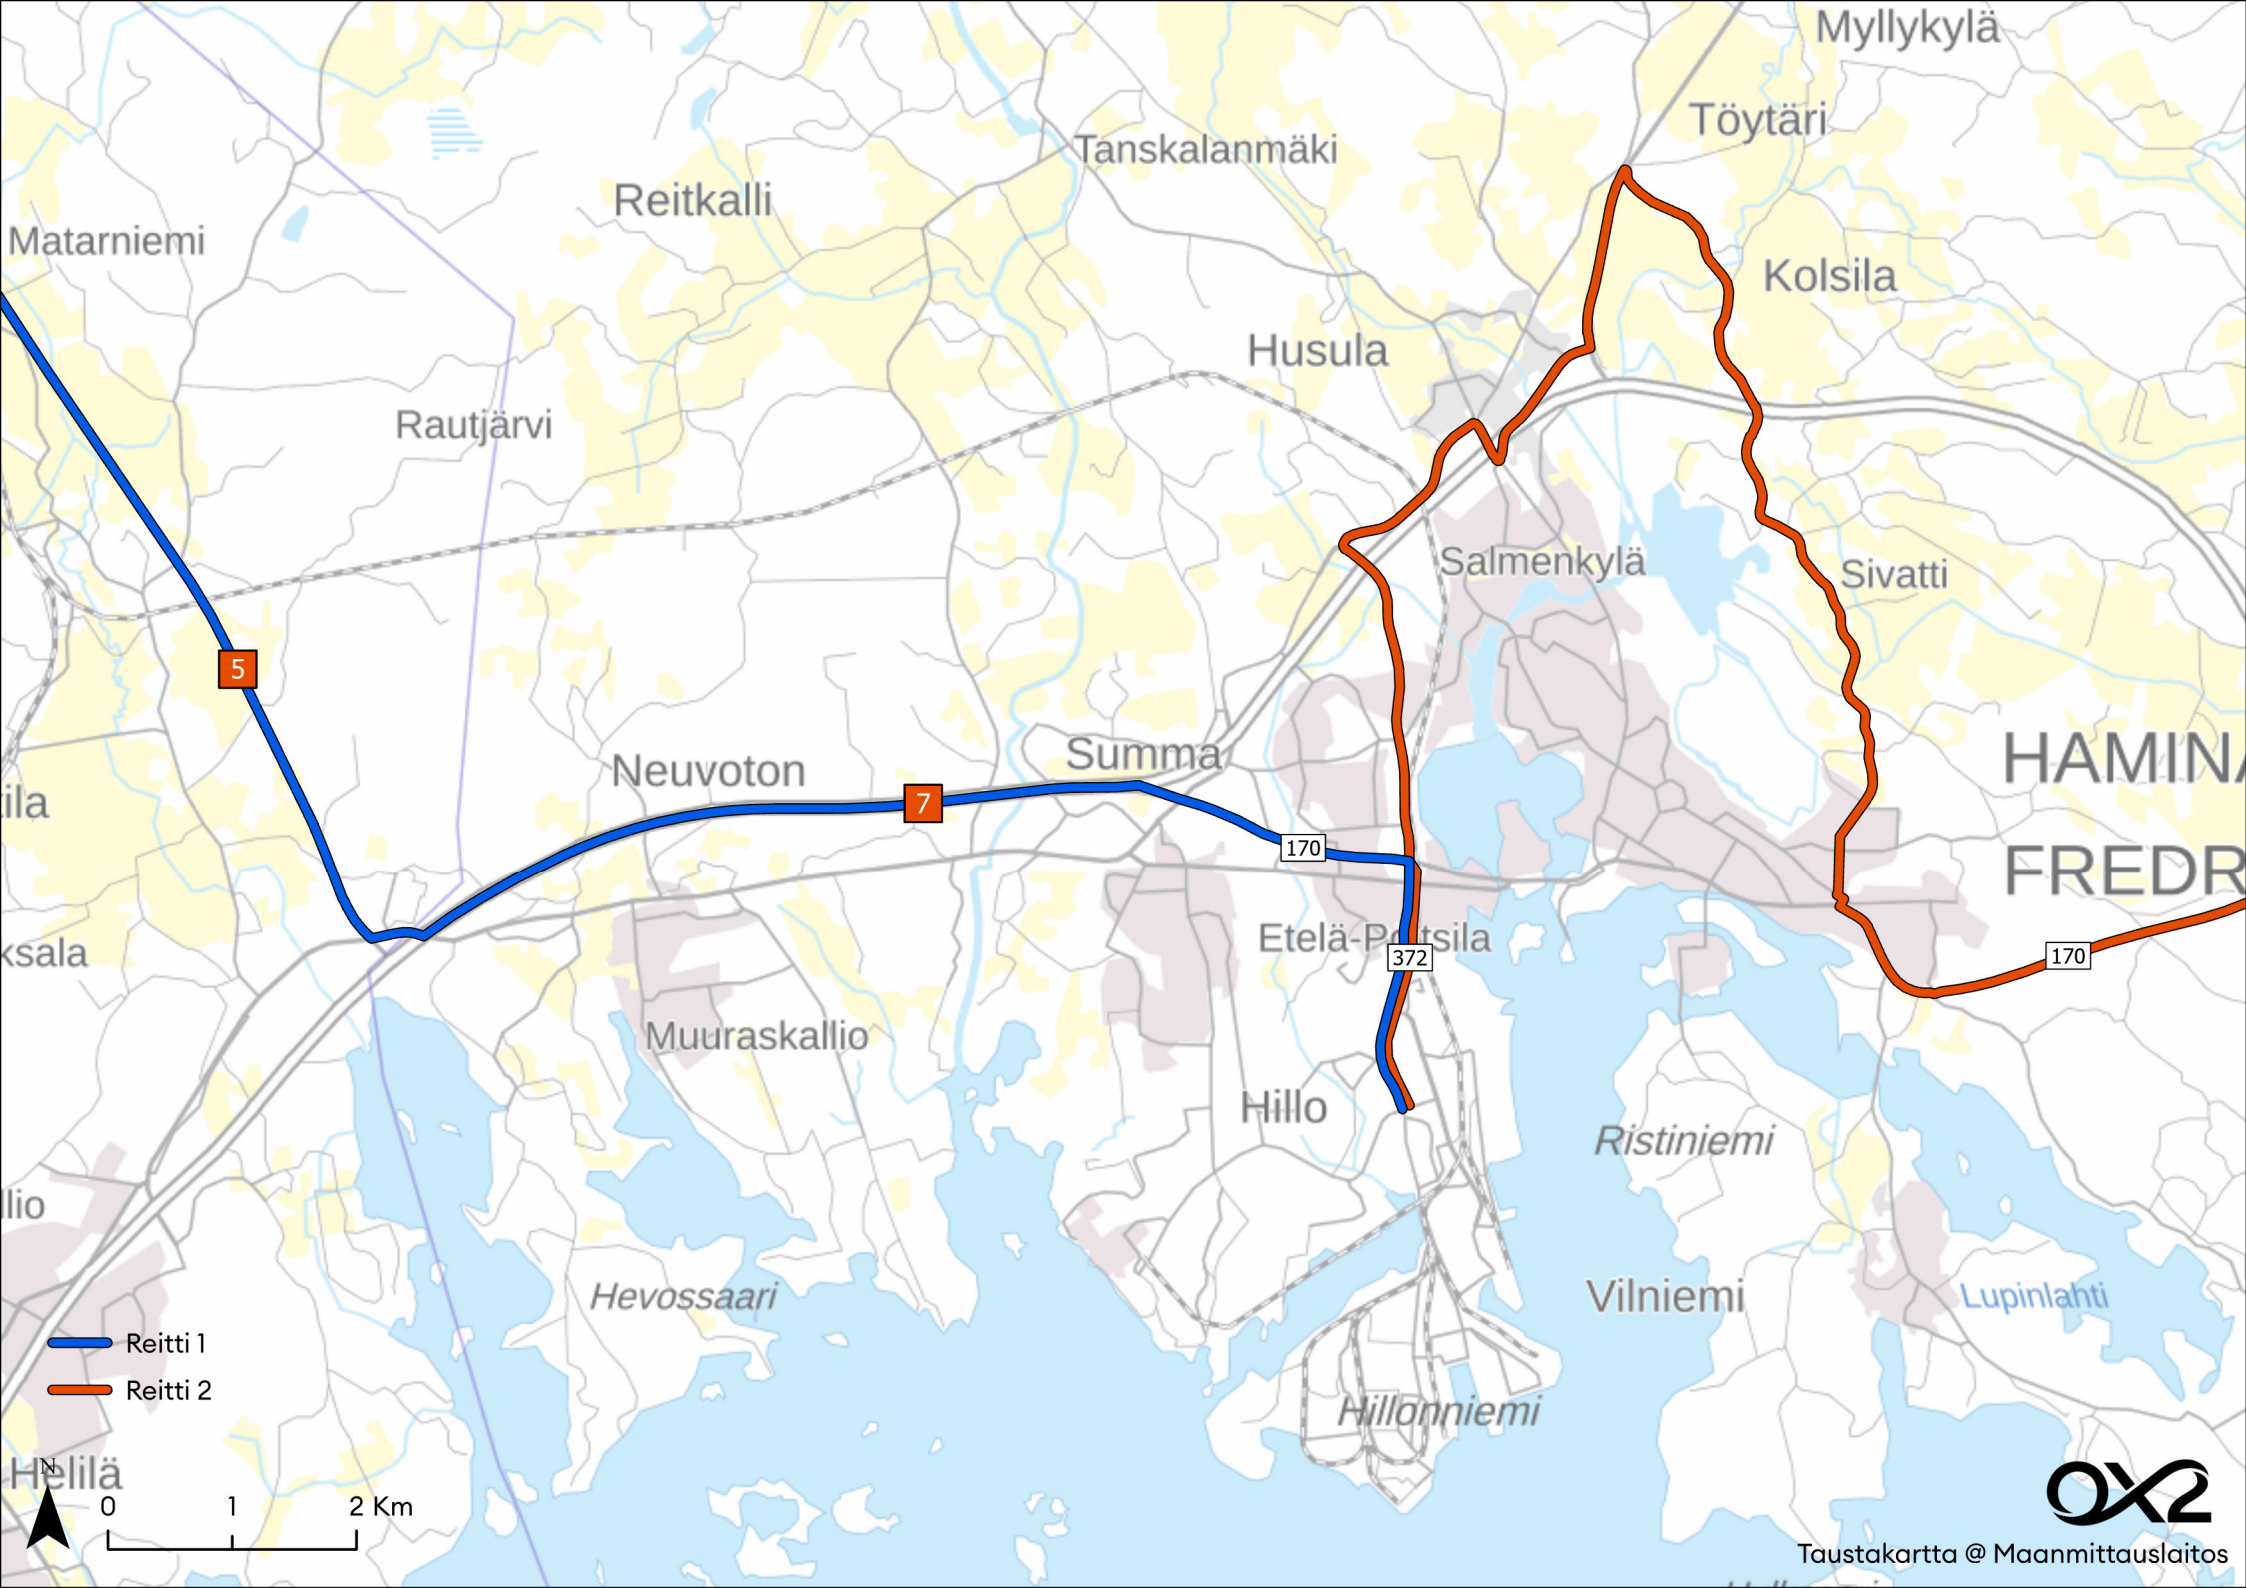 Myllykylä
Töytäri
Tanskalanmäki
Reitkalli
Matarniemi
Kolsila
Husula
Rautjärvi
Salmenkylä
Sivatti
5
Summa
HAMINA
Neuvoton
7
ila
170
FREDR
Etelä-Poitsila
372
170
ksala
Muuraskallio
Hillo
Ristiniemi
llio
Hevossaari
Vilniemi
Lupinlahti
Reitti 1
Reitti 2
Hillonniemi
Helilä
N
0 1 2 Km
OX2
Taustakartta @ Maanmittauslaitos